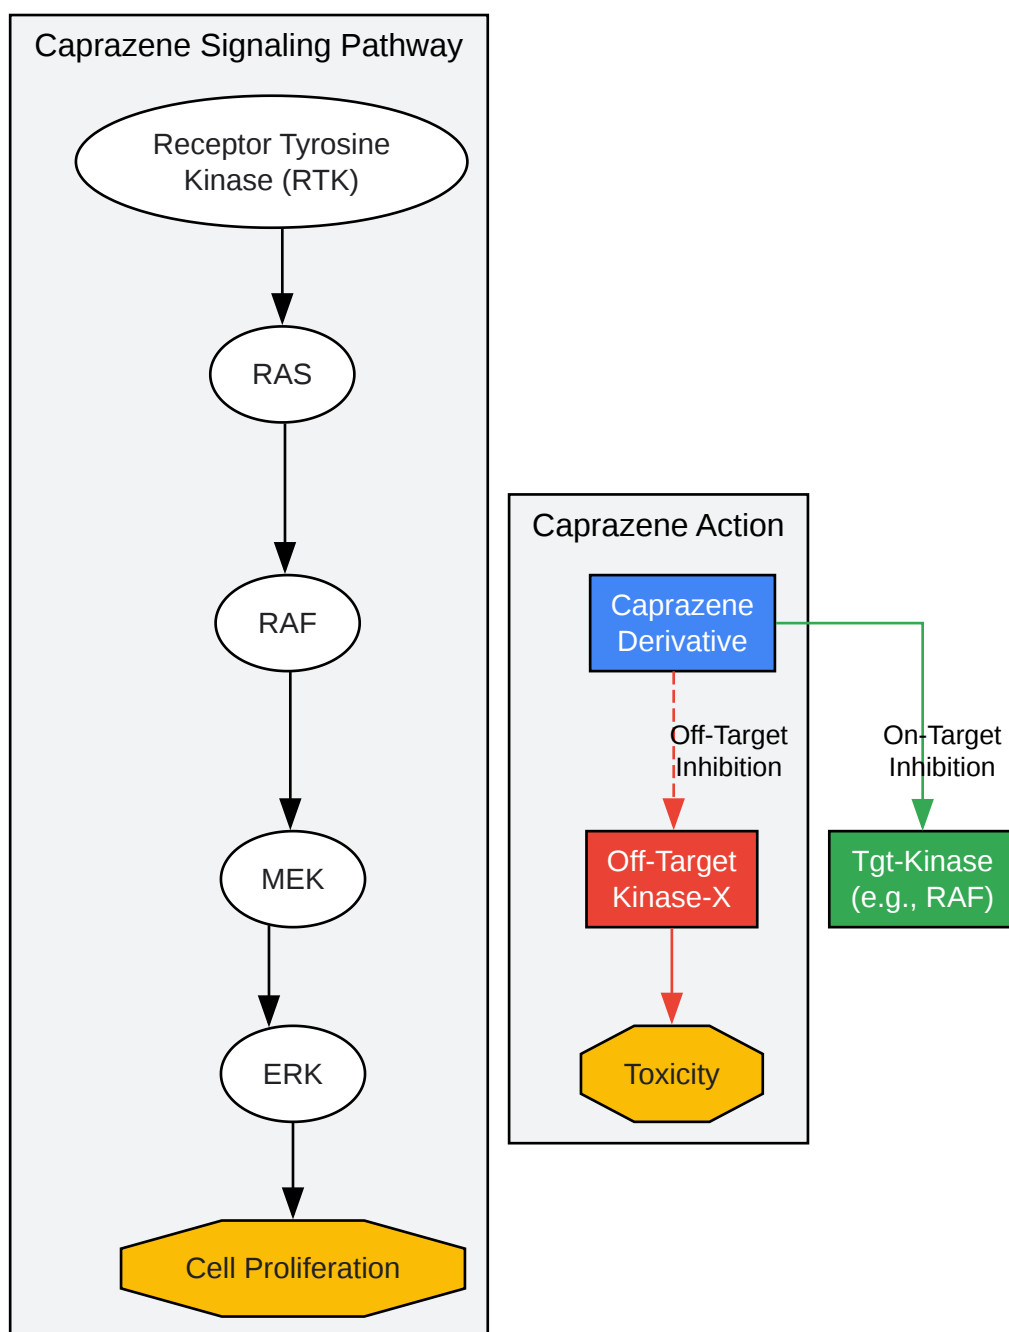 Caprazene Signaling Pathway
Receptor Tyrosine
Kinase (RTK)
RAS
RAF
MEK
ERK
Cell Proliferation
Caprazene Action
Caprazene
Derivative
Off-Target
Inhibition
On-Target
Inhibition
Off-Target
Kinase-X
Tgt-Kinase
(e.g., RAF)
Toxicity